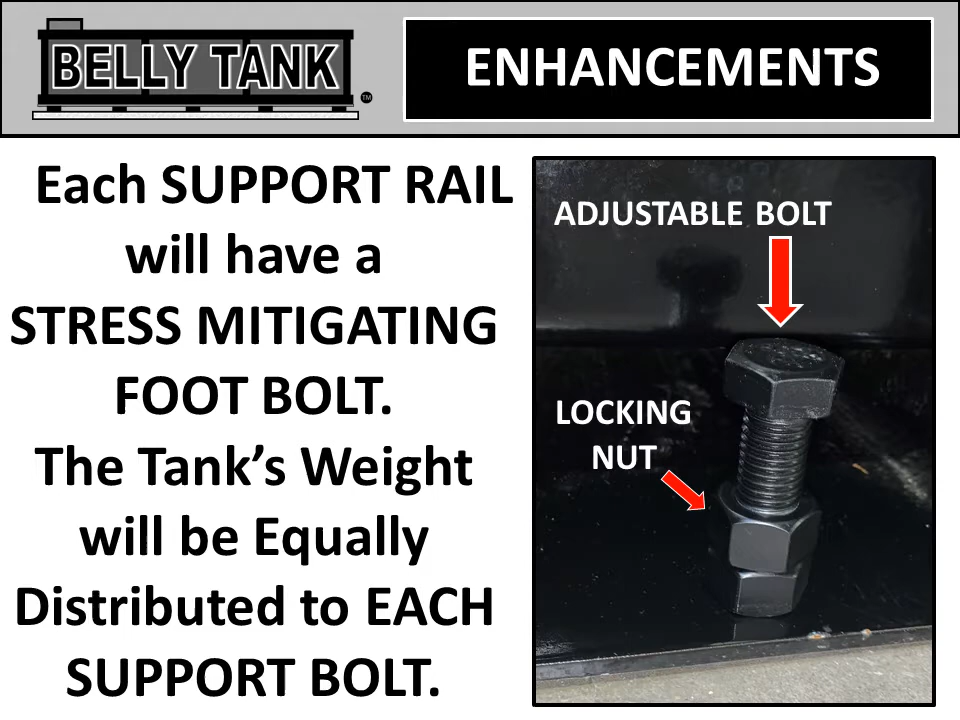 BELLY TANK
TM
ENHANCEMENTS
Each SUPPORT RAIL
will have a
STRESS MITIGATING
FOOT BOLT.
The Tank’s Weight
will be Equally
Distributed to EACH
SUPPORT BOLT.
ADJUSTABLE BOLT
LOCKING
NUT